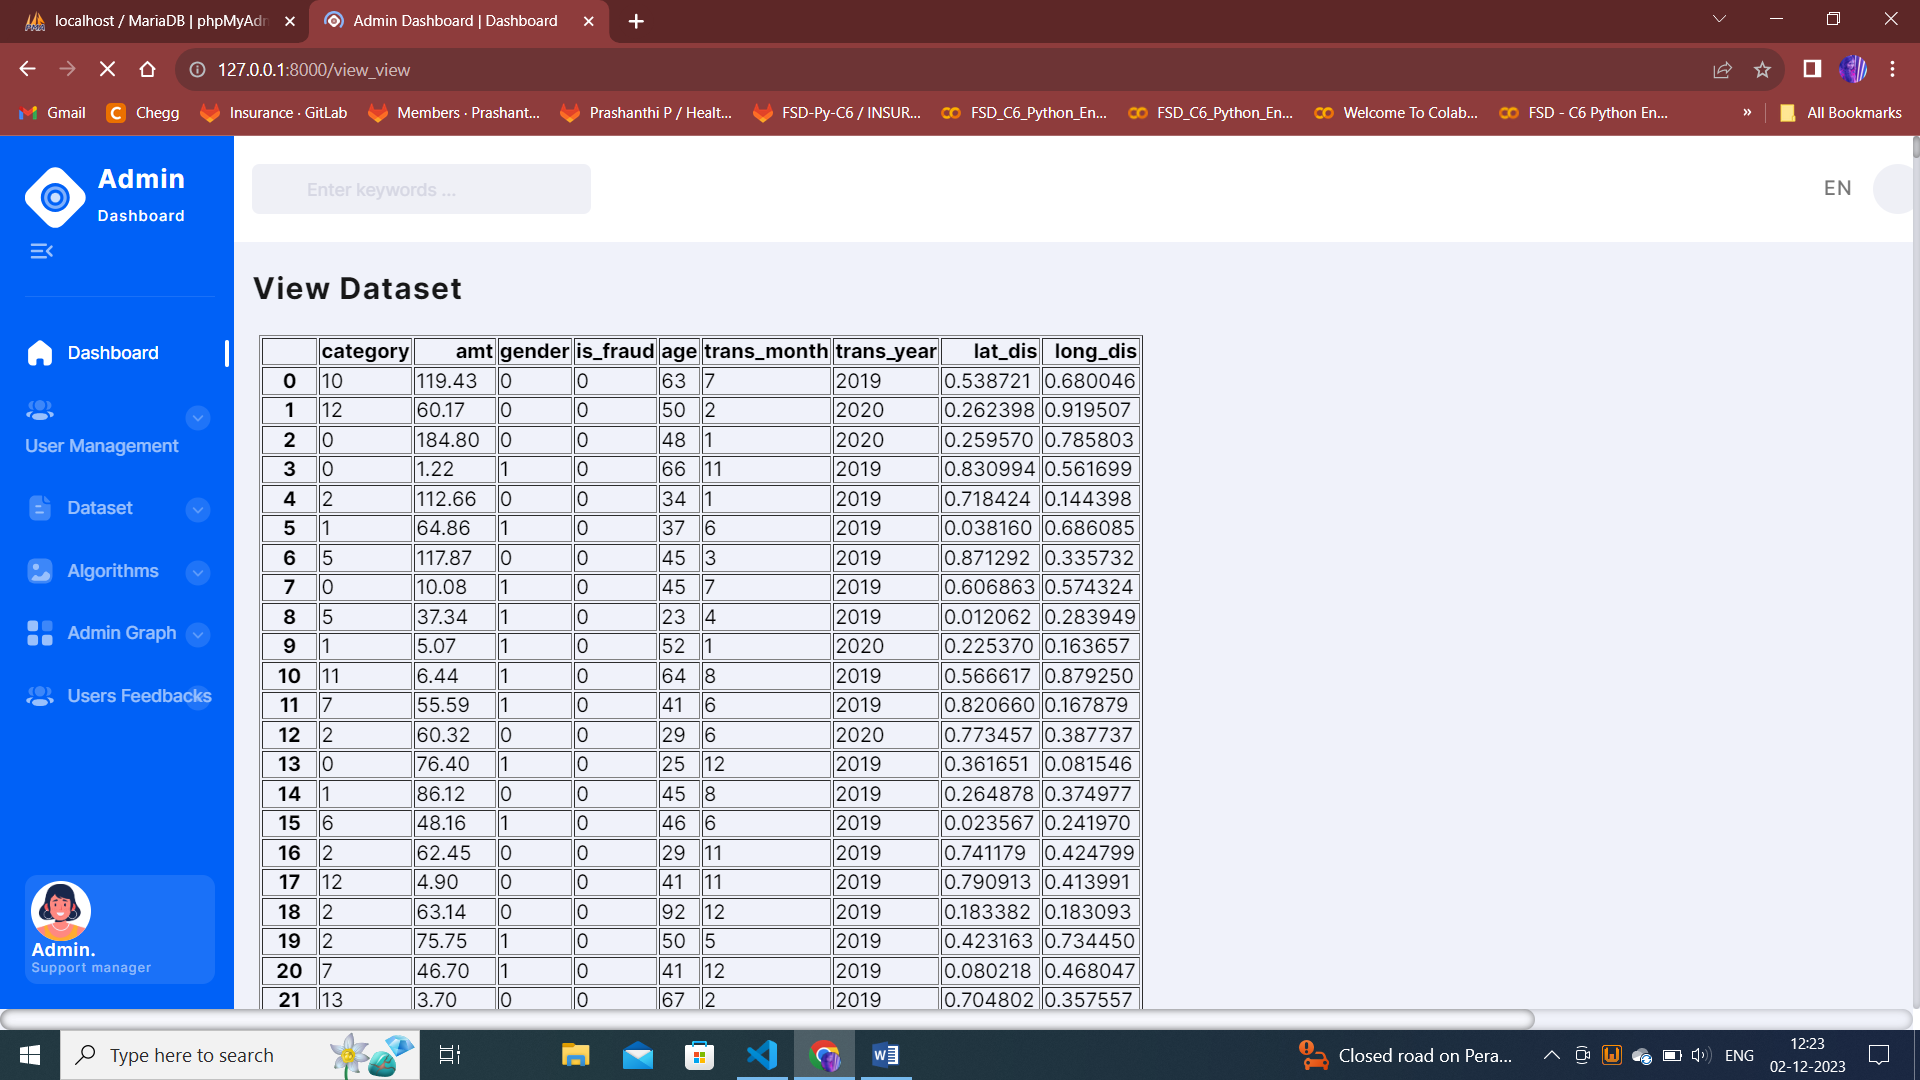 localhost / MariaDB | phpMyAdn
Admin Dashboard | Dashboard
127.0.0.1:8000/view_view
Gmail
Chegg
Insurance · GitLab
Members · Prashant...
Prashanthi P / Healt...
FSD-Py-C6 / INSUR...
FSD_C6_Python_En...
FSD_C6_Python_En...
Welcome To Colab...
FSD - C6 Python En...
»
All Bookmarks
Admin
Dashboard
Enter keywords ...
EN
View Dataset
Dashboard
User Management
Dataset
Algorithms
Admin Graph
Users Feedbacks
Admin.
Support manager
category amt gender is_fraud age trans_month trans_year lat_dis long_dis
0 10 119.43 0 0 63 7 2019 0.538721 0.680046
1 12 60.17 0 0 50 2 2020 0.262398 0.919507
2 0 184.80 0 0 48 1 2020 0.259570 0.785803
3 0 1.22 1 0 66 11 2019 0.830994 0.561699
4 2 112.66 0 0 34 1 2019 0.718424 0.144398
5 1 64.86 1 0 37 6 2019 0.038160 0.686085
6 5 117.87 0 0 45 3 2019 0.871292 0.335732
7 0 10.08 1 0 45 7 2019 0.606863 0.574324
8 5 37.34 1 0 23 4 2019 0.012062 0.283949
9 1 5.07 1 0 52 1 2020 0.225370 0.163657
10 11 6.44 1 0 64 8 2019 0.566617 0.879250
11 7 55.59 1 0 41 6 2019 0.820660 0.167879
12 2 60.32 0 0 29 6 2020 0.773457 0.387737
13 0 76.40 1 0 25 12 2019 0.361651 0.081546
14 1 86.12 0 0 45 8 2019 0.264878 0.374977
15 6 48.16 1 0 46 6 2019 0.023567 0.241970
16 2 62.45 0 0 29 11 2019 0.741179 0.424799
17 12 4.90 0 0 41 11 2019 0.790913 0.413991
18 2 63.14 0 0 92 12 2019 0.183382 0.183093
19 2 75.75 1 0 50 5 2019 0.423163 0.734450
20 7 46.70 1 0 41 12 2019 0.080218 0.468047
21 13 3.70 0 0 67 2 2019 0.704802 0.357557
Type here to search
Closed road on Pera...
ENG
12:23
02-12-2023